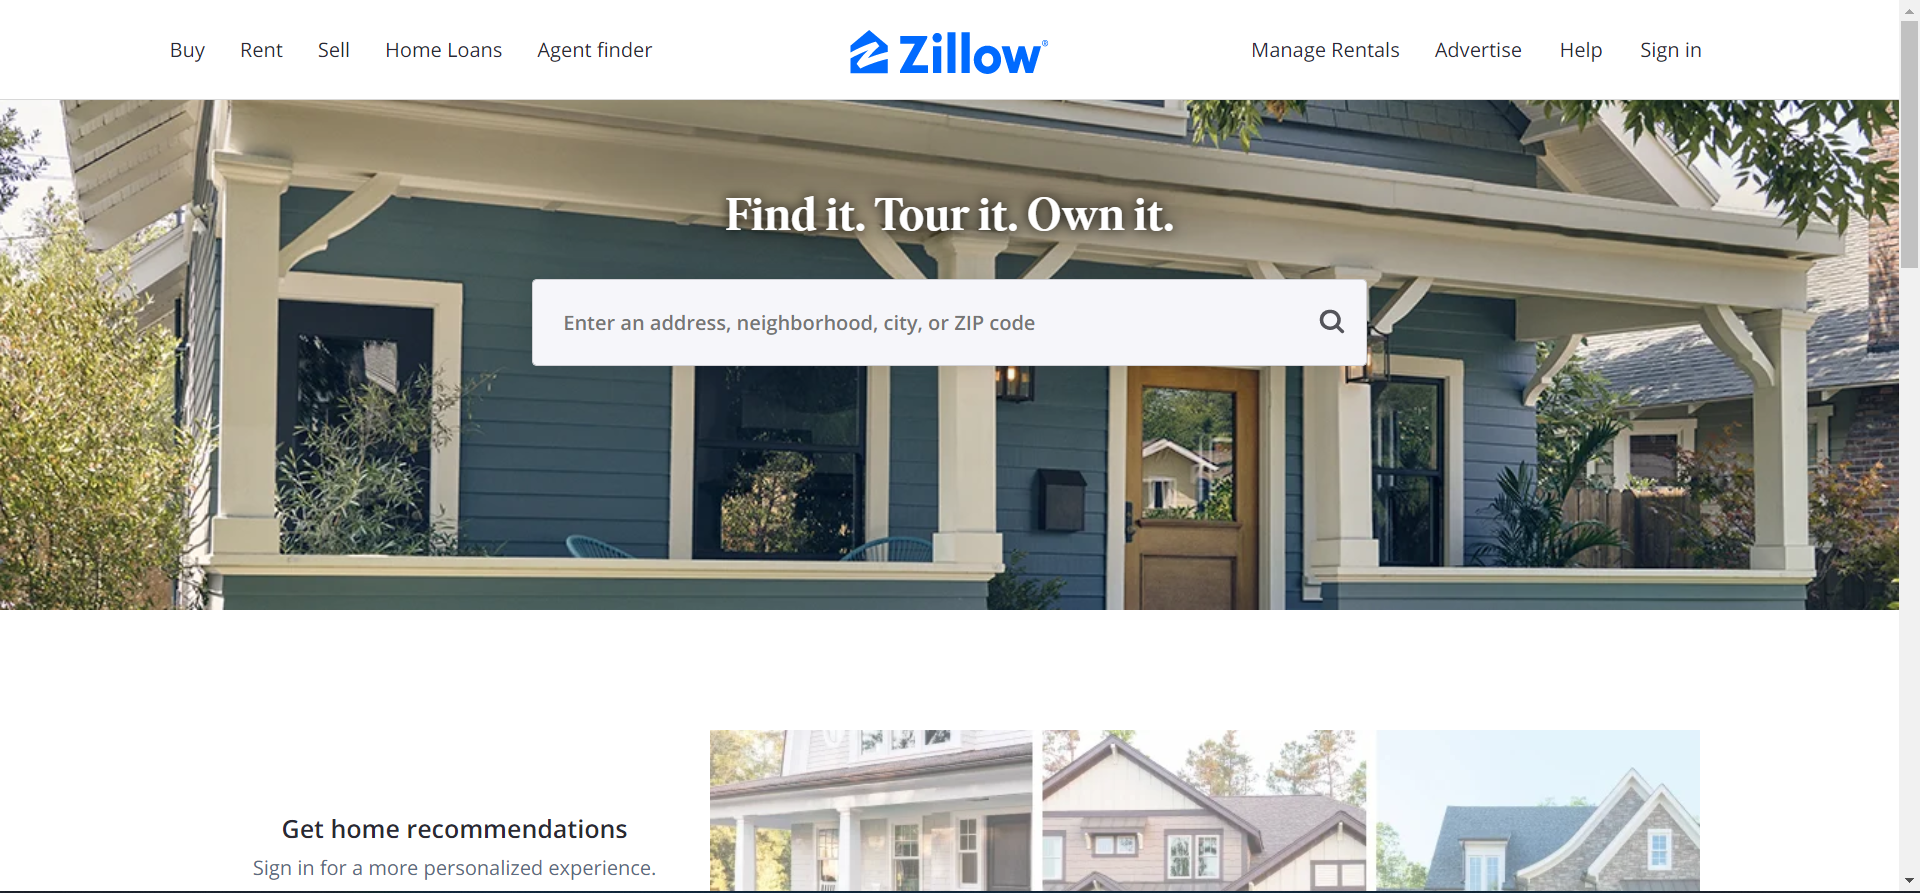 Buy Rent Sell Home Loans Agent finder Zillow® Manage Rentals Advertise Help Sign in
Find it. Tour it. Own it.
Enter an address, neighborhood, city, or ZIP code
Get home recommendations
Sign in for a more personalized experience.